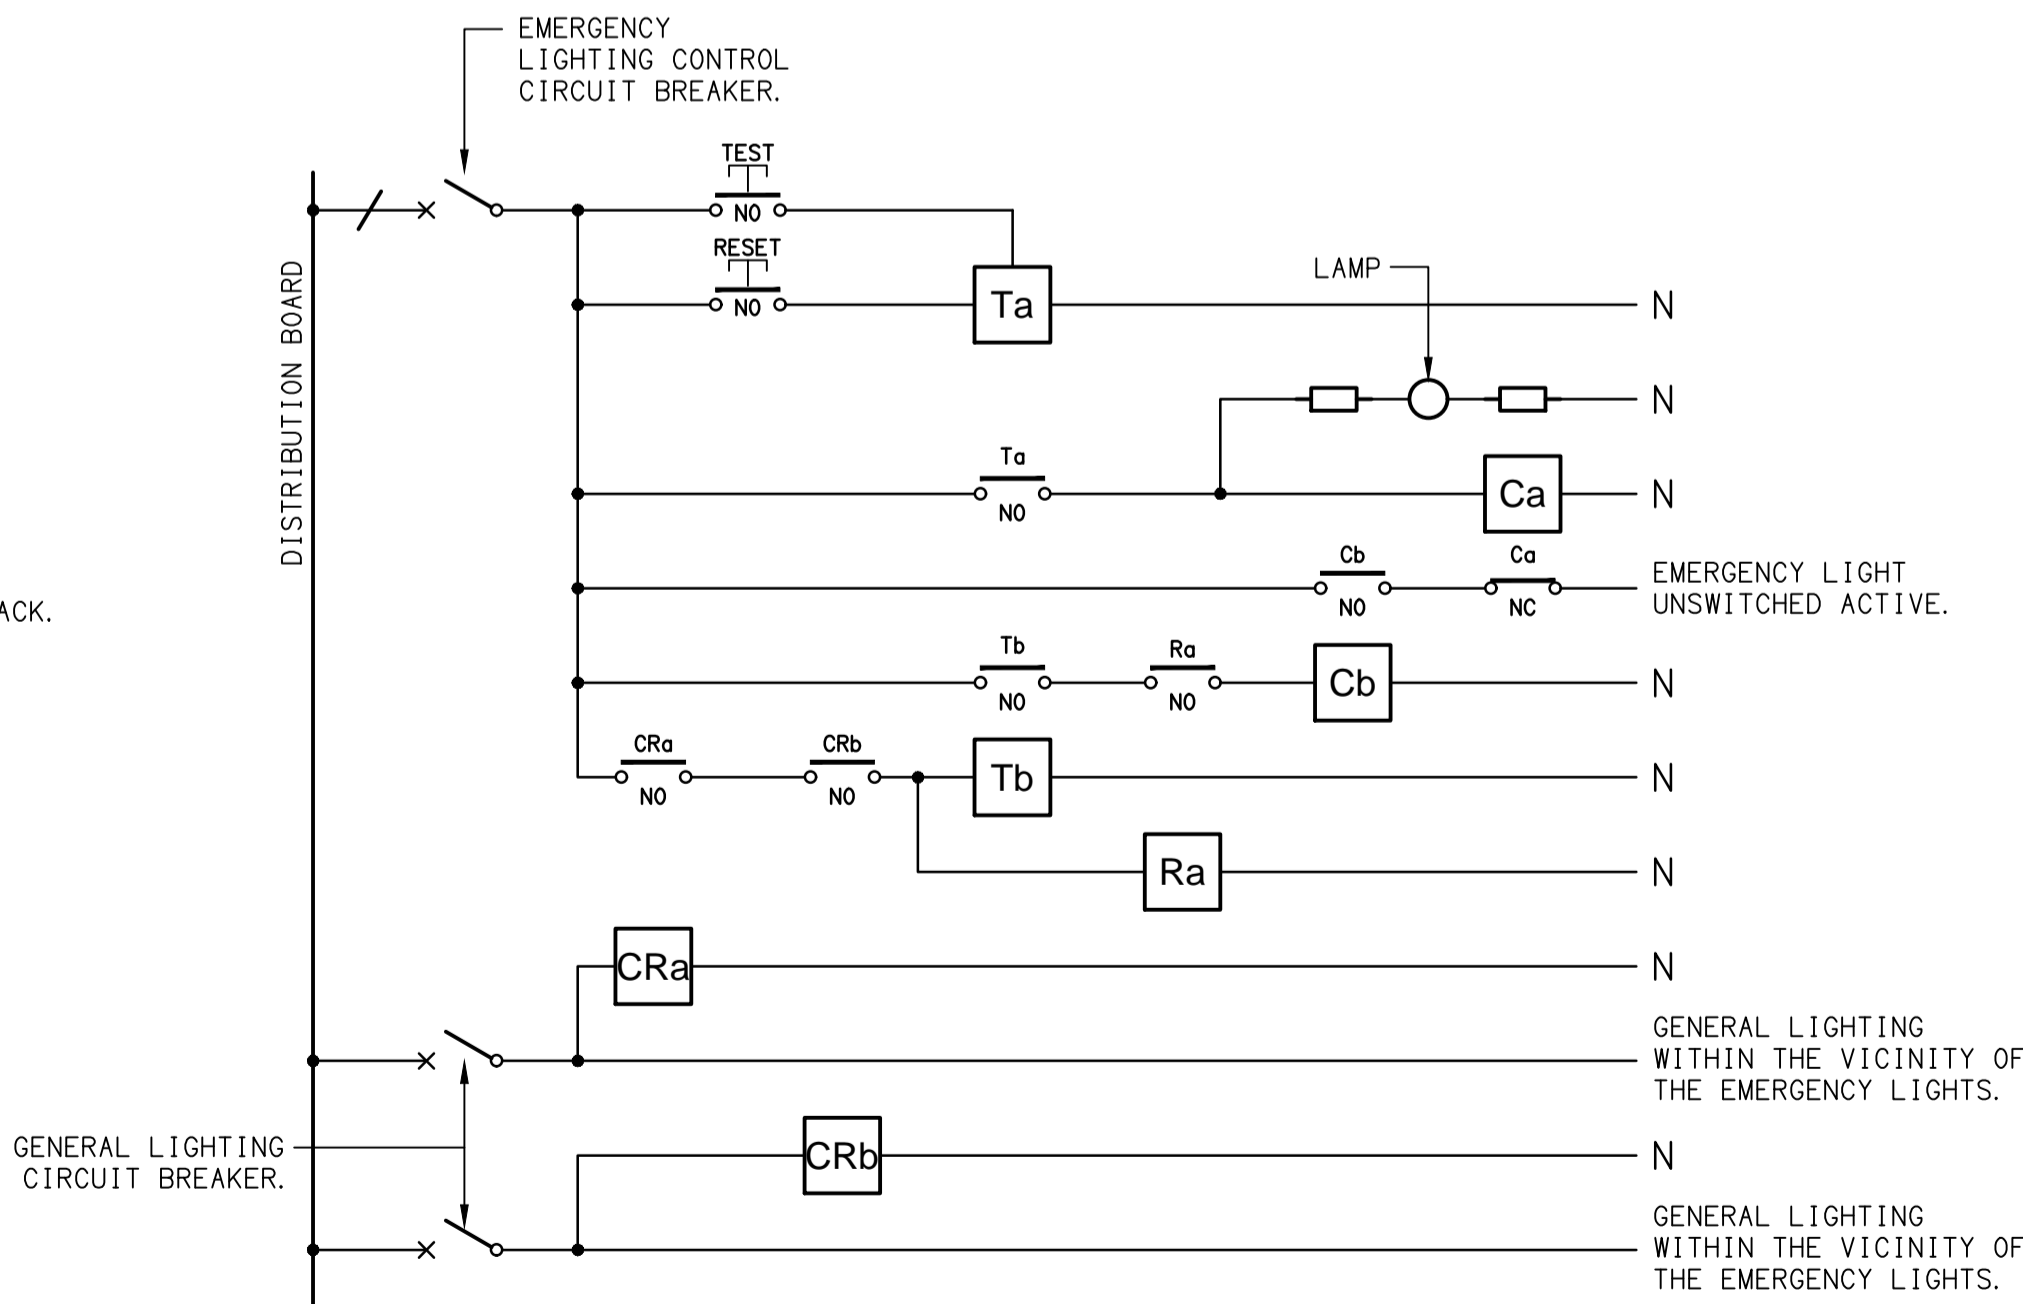 EMERGENCY
LIGHTING CONTROL
CIRCUIT BREAKER.
TEST
NO
RESET
NO
DISTRIBUTION BOARD
Ta
N
LAMP
N
Ta
NO
Ca
N
ACK.
Cb
NO
Ca
NC
EMERGENCY LIGHT
UNSWITCHED ACTIVE.
Tb
NO
Ra
NO
Cb
N
CRa
NO
CRb
NO
Tb
N
Ra
N
CRa
N
GENERAL LIGHTING
WITHIN THE VICINITY OF
THE EMERGENCY LIGHTS.
GENERAL LIGHTING
CIRCUIT BREAKER.
CRb
N
GENERAL LIGHTING
WITHIN THE VICINITY OF
THE EMERGENCY LIGHTS.